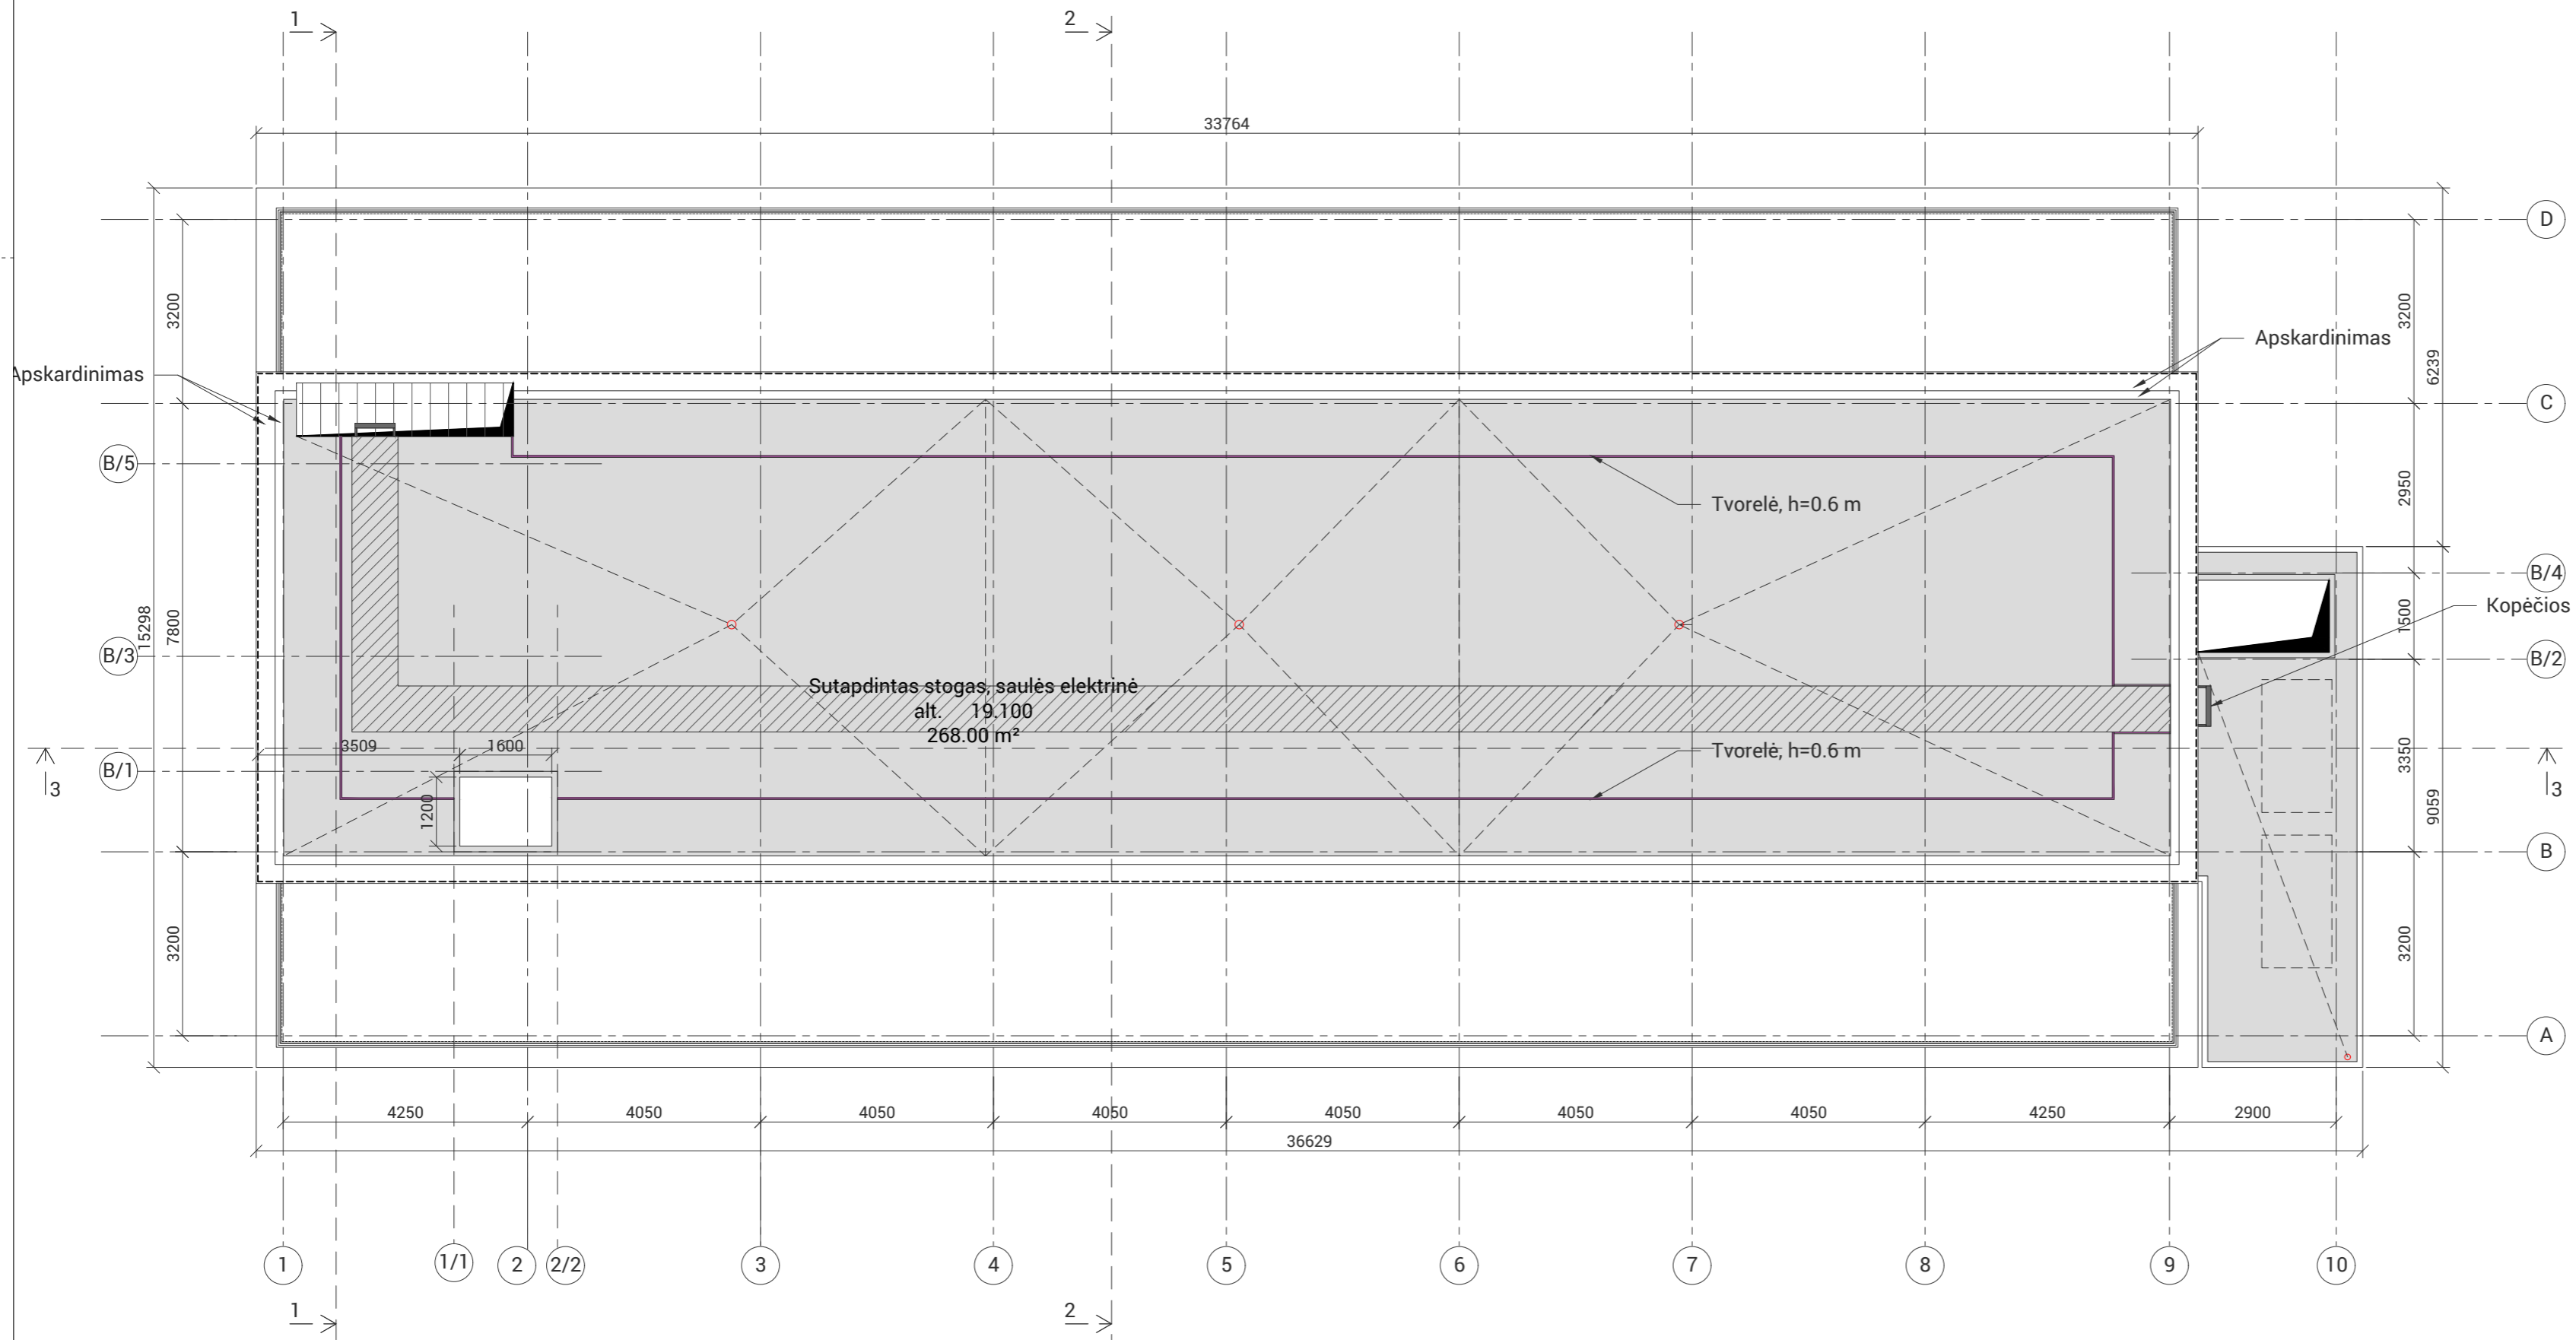 1
2
33764
D
3200
3200
Apskardinimas
6239
Apskardinimas
C
B/5
2950
Tvorelė, h=0.6 m
B/4
Kopėčios
1500
15298
7800
B/3
B/2
Sutapdintas stogas, saulės elektrinė
alt. 19.100
268.00 m²
3509
1600
Tvorelė, h=0.6 m
3350
3
B/1
3
1200
9059
B
3200
3200
A
4250
4050
4050
4050
4050
4050
4050
4250
2900
36629
1
1/1
2
2/2
3
4
5
6
7
8
9
10
1
2